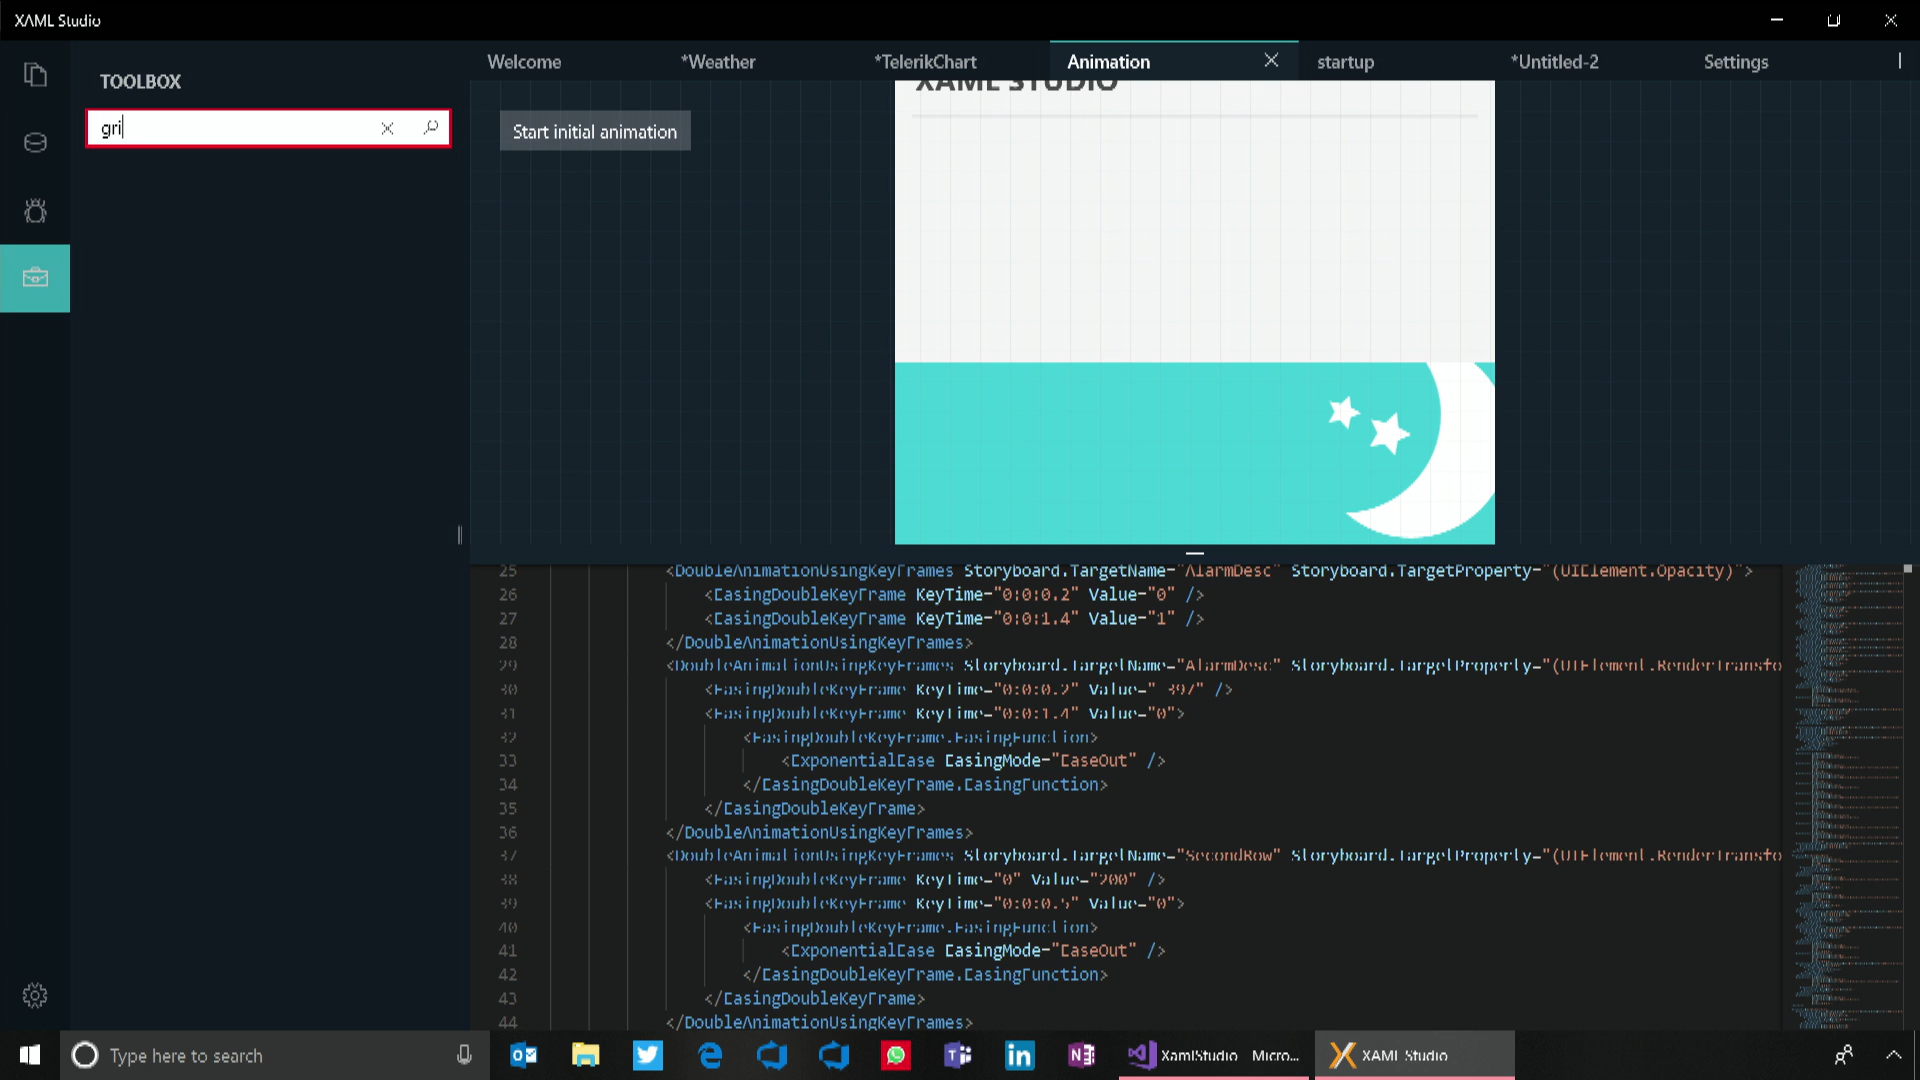 XAML Studio
TOOLBOX
gri
Welcome
*Weather
*TelerikChart
Animation
startup
*Untitled-2
Settings
Start initial animation
XAML STUDIO
25 <DoubleAnimationUsingKeyFrames Storyboard.TargetName="AlarmDesc" Storyboard.TargetProperty="(UIElement.Opacity)">
26 <EasingDoubleKeyFrame KeyTime="0:0:0.2" Value="0" />
27 <EasingDoubleKeyFrame KeyTime="0:0:1.4" Value="1" />
28 </DoubleAnimationUsingKeyFrames>
29 <DoubleAnimationUsingKeyFrames Storyboard.TargetName="AlarmDesc" Storyboard.TargetProperty="(UIElement.RenderTransfo
30 <EasingDoubleKeyFrame KeyTime="0:0:0.2" Value="-397" />
31 <EasingDoubleKeyFrame KeyTime="0:0:1.4" Value="0">
32 <EasingDoubleKeyFrame.EasingFunction>
33 <ExponentialEase EasingMode="EaseOut" />
34 </EasingDoubleKeyFrame.EasingFunction>
35 </EasingDoubleKeyFrame>
36 </DoubleAnimationUsingKeyFrames>
37 <DoubleAnimationUsingKeyFrames Storyboard.TargetName="SecondRow" Storyboard.TargetProperty="(UIElement.RenderTransfo
38 <EasingDoubleKeyFrame KeyTime="0" Value="200" />
39 <EasingDoubleKeyFrame KeyTime="0:0:0.5" Value="0">
40 <EasingDoubleKeyFrame.EasingFunction>
41 <ExponentialEase EasingMode="EaseOut" />
42 </EasingDoubleKeyFrame.EasingFunction>
43 </EasingDoubleKeyFrame>
44 </DoubleAnimationUsingKeyFrames>
Type here to search
XamlStudio Micro...
XAML Studio